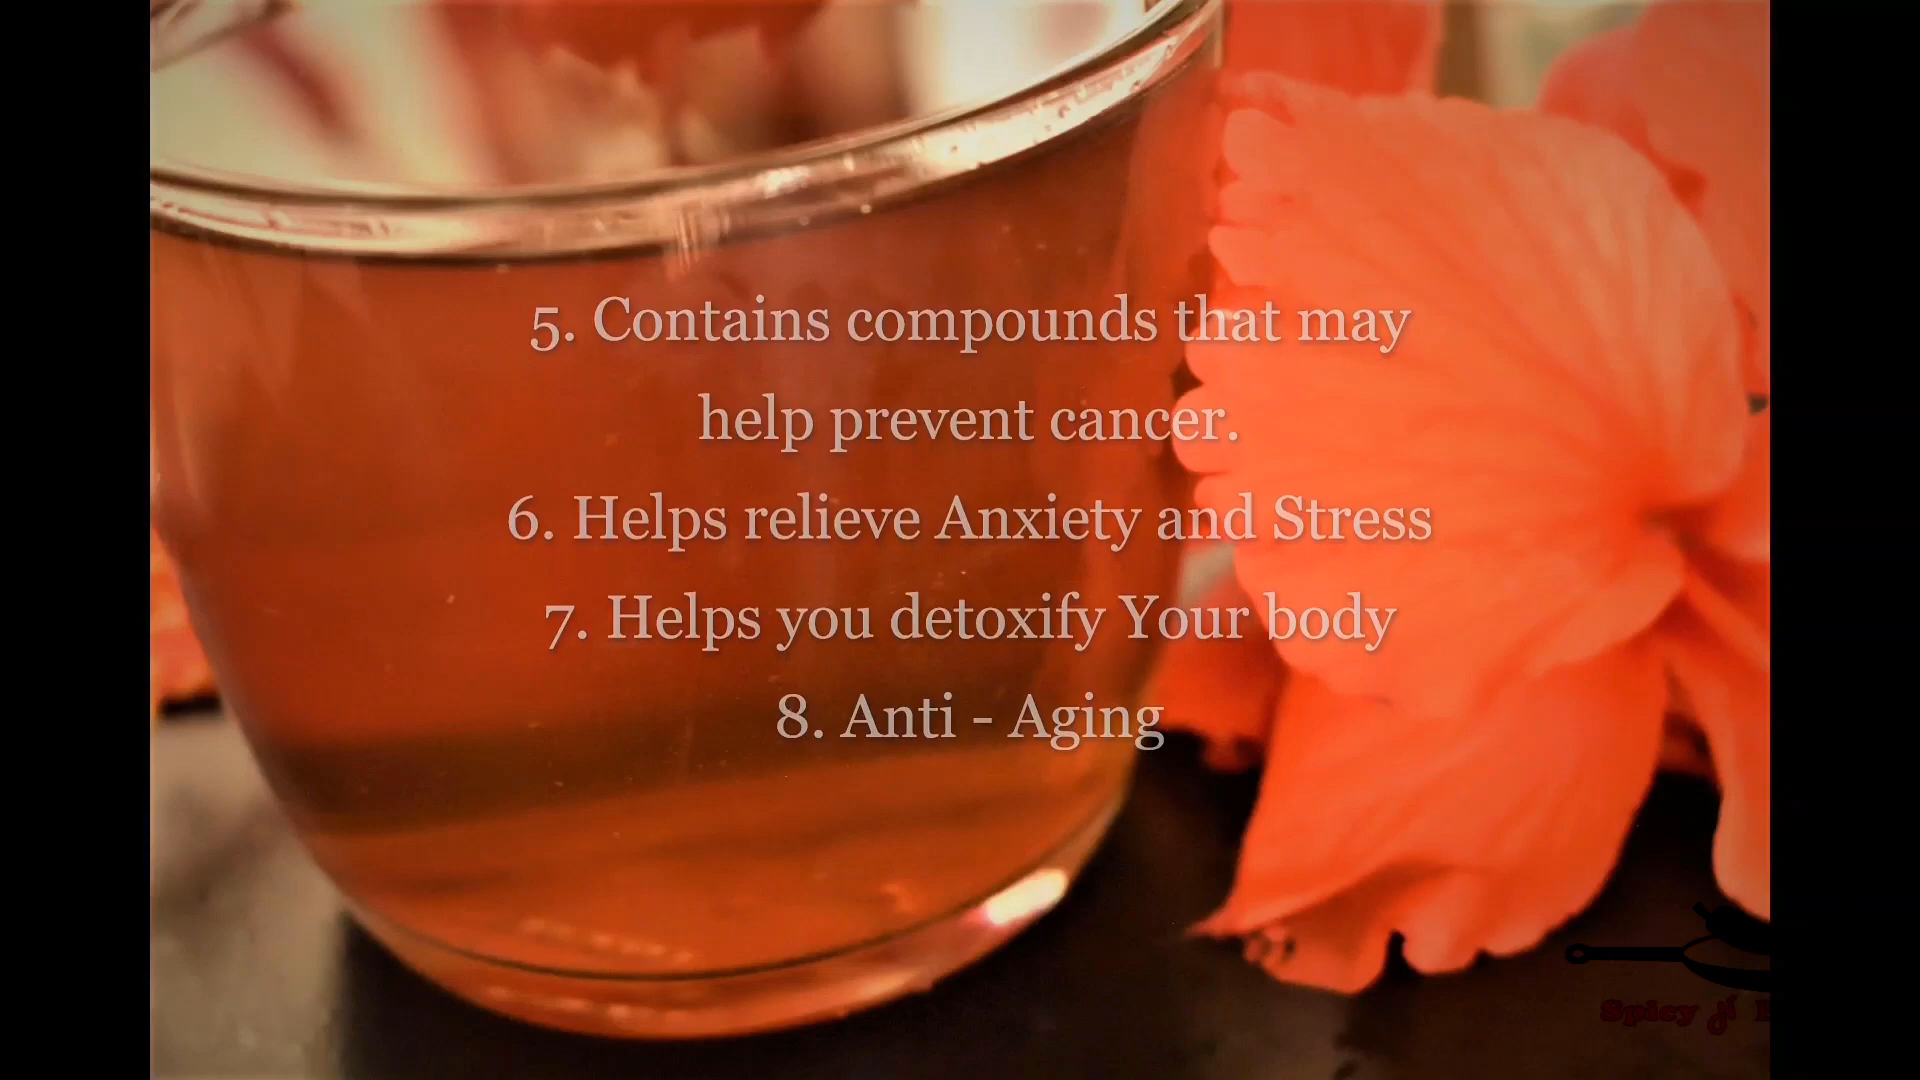 5. Contains compounds that may
help prevent cancer.
6. Helps relieve Anxiety and Stress
7. Helps you detoxify Your body
8. Anti - Aging
Spicy